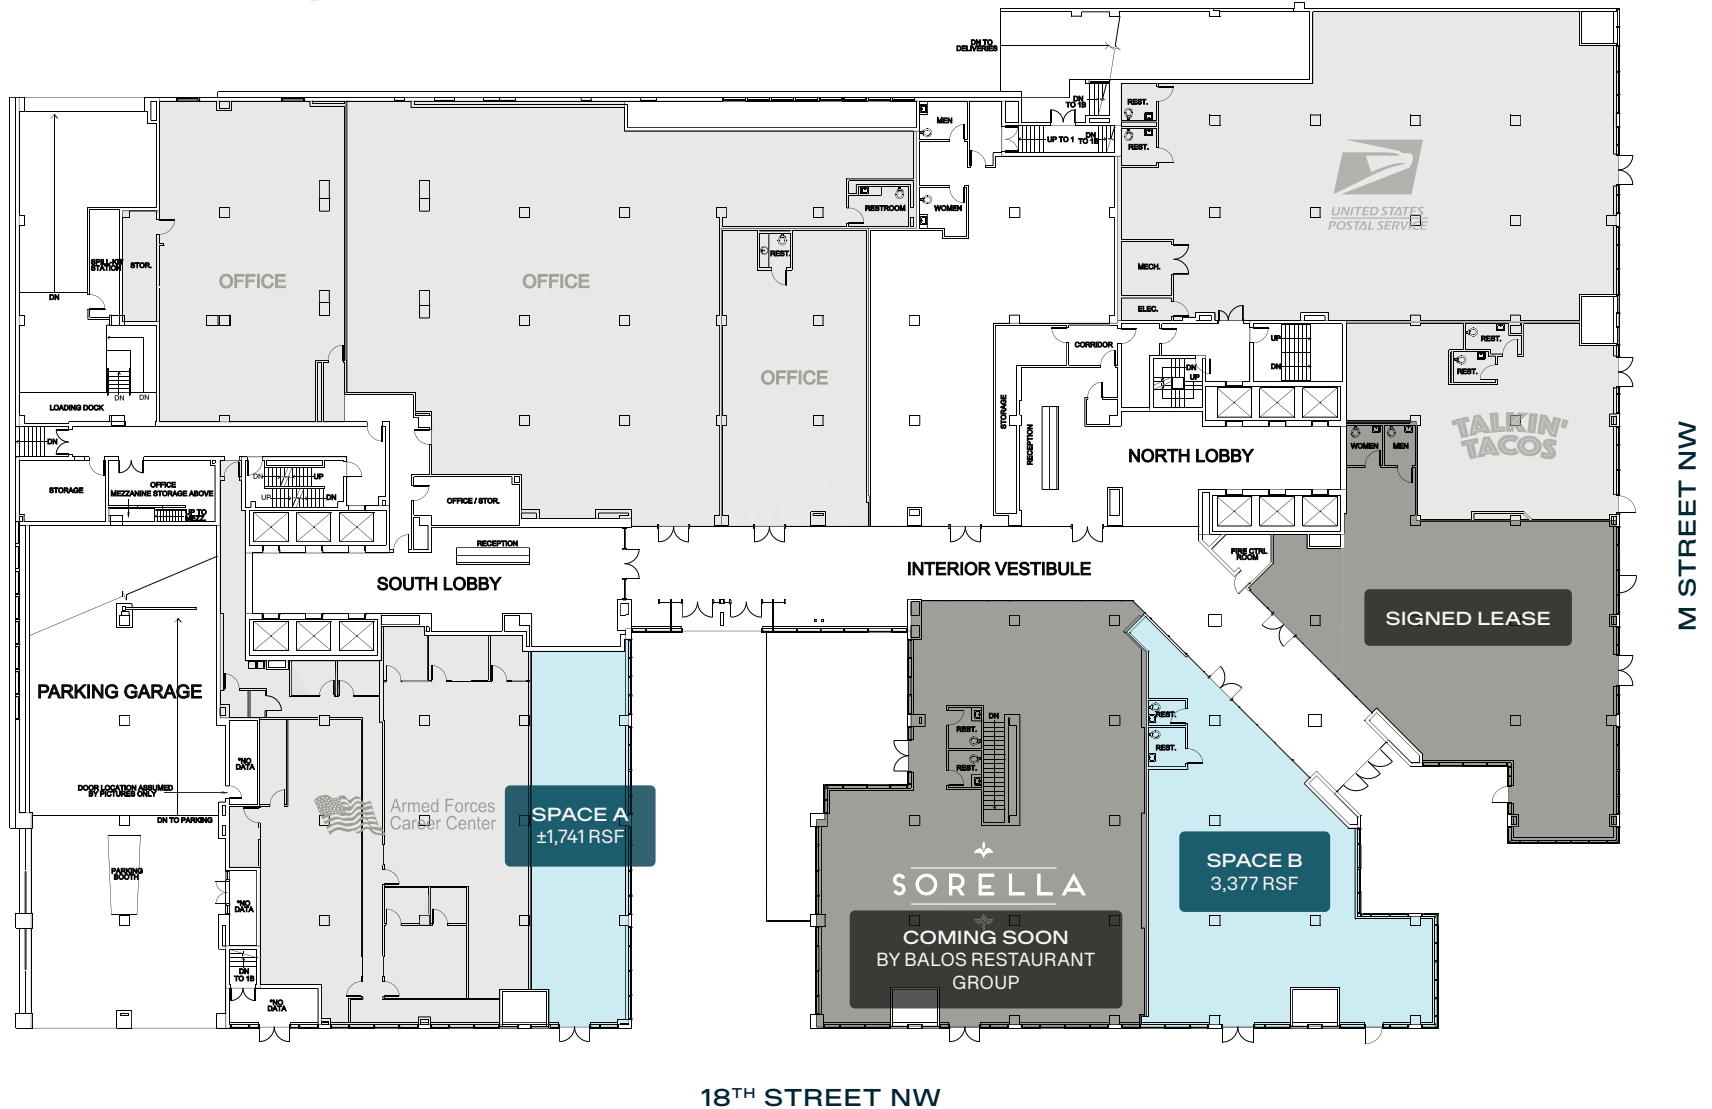 DN TO
DELIVERIES
DN
TO 1B
REST.
MEN
UP TO 1
DN
TO 1B
REST.
UNITED STATES
POSTAL SERVICE
RESTROOM
WOMEN
SPILL-KIT
STATION
STOR.
OFFICE
OFFICE
REST.
MECH.
DN
ELEC.
CORRIDOR
UP
DN
REST.
REST.
DN
UP
OFFICE
DN
DN
LOADING DOCK
STORAGE
RECEPTION
TALKIN'
TACOS
DN
NORTH LOBBY
WOMEN
MEN
STORAGE
OFFICE
MEZZANINE STORAGE ABOVE
UP TO
MEZZ.
DN
UP
UP
DN
OFFICE / STOR.
RECEPTION
SOUTH LOBBY
INTERIOR VESTIBULE
FIRE CTRL
ROOM
SIGNED LEASE
M STREET NW
PARKING GARAGE
DN
REST.
REST.
REST.
REST.
*NO
DATA
DOOR LOCATION ASSUMED
BY PICTURES ONLY
DN TO PARKING
Armed Forces
Career Center
SPACE A
±1,741 RSF
PARKING
BOOTH
*NO
DATA
SORELLA
COMING SOON
BY BALOS RESTAURANT
GROUP
SPACE B
3,377 RSF
DN
TO 1B
*NO
DATA
18TH STREET NW